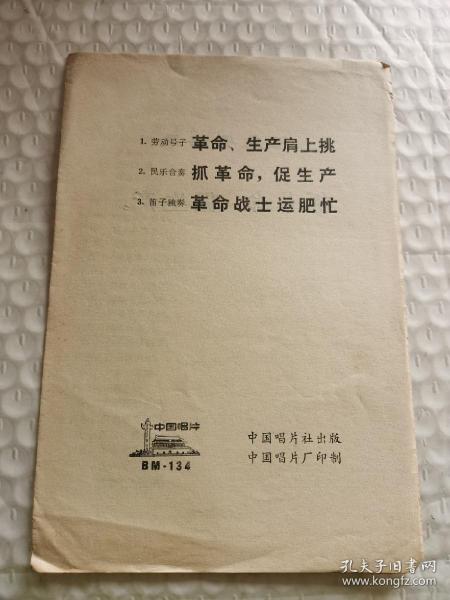 1. 劳动号子 革命、生产肩上挑
2. 民乐合奏 抓革命，促生产
3. 笛子独奏 革命战士运肥忙
中国唱片
BM-134
中国唱片社出版
中国唱片厂印制
孔夫子旧书网
www.kongfz.com